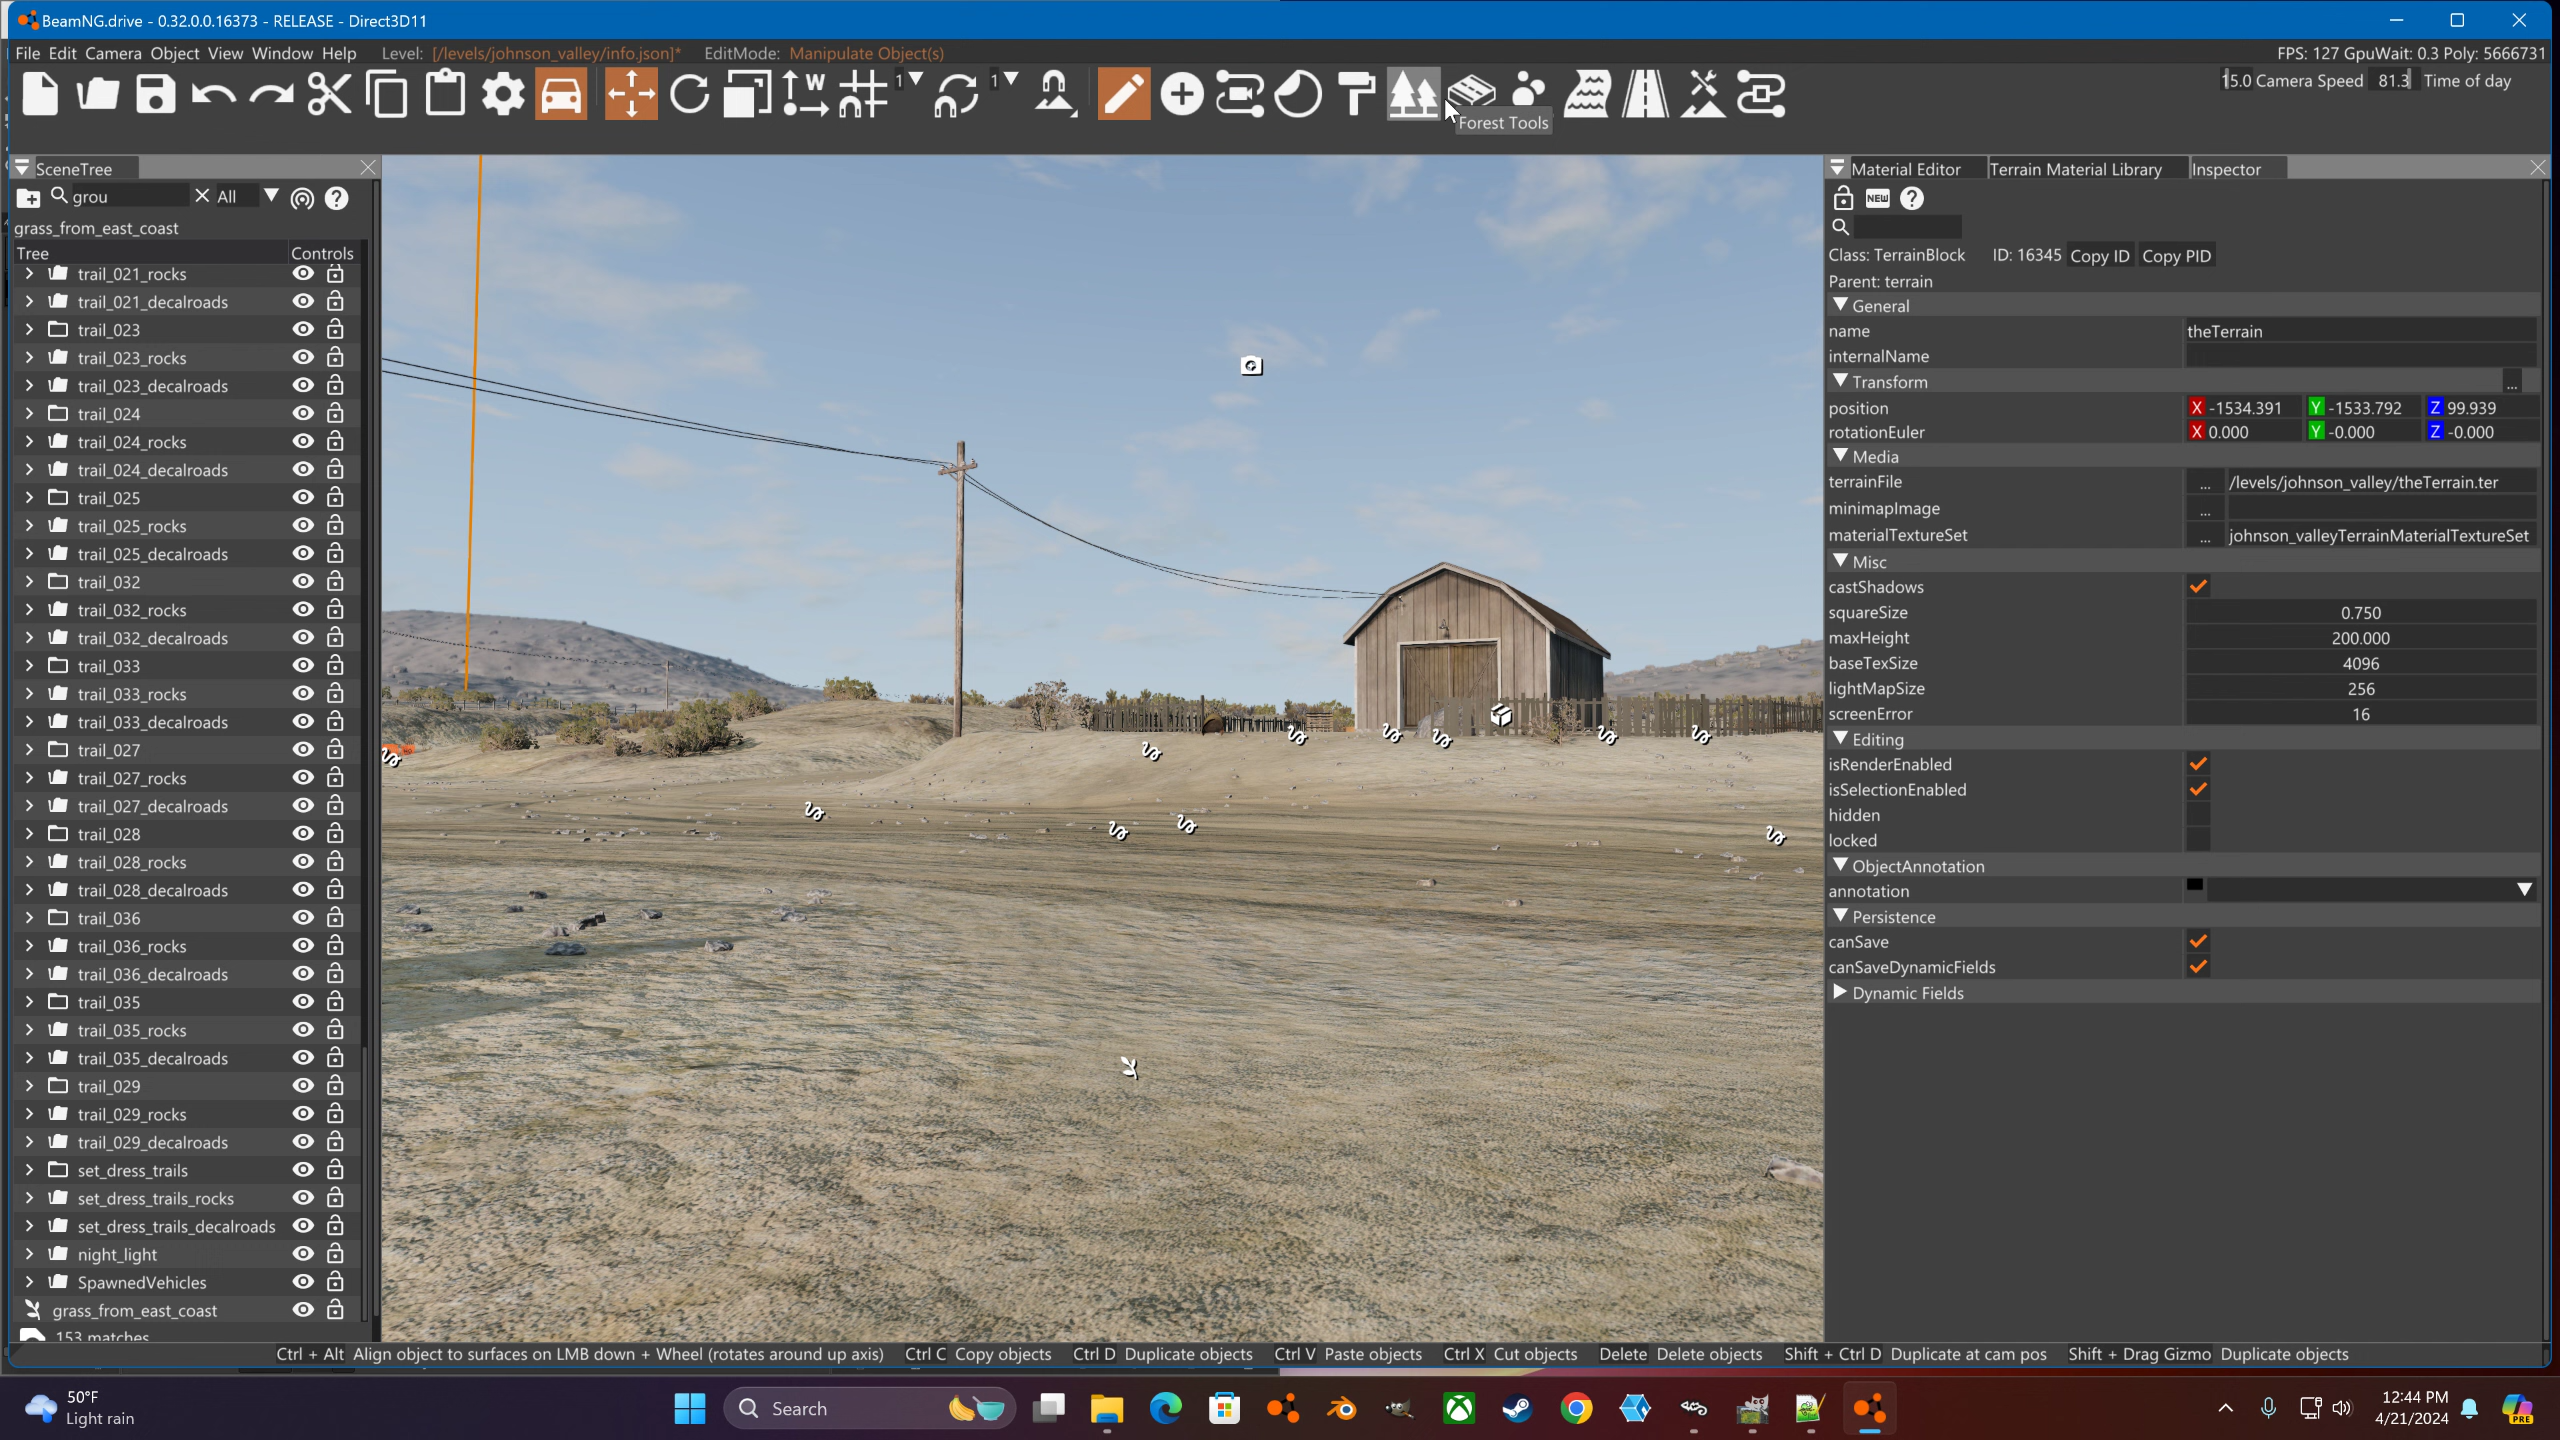 BeamNG.drive - 0.32.0.0.16373 - RELEASE - Direct3D11
File Edit Camera Object View Window Help Level: [/levels/johnson_valley/info.json]* EditMode: Manipulate Object(s) FPS: 127 GpuWait: 0.3 Poly: 5666731
W 1 1 15.0 Camera Speed 81.3 Time of day
Forest Tools
SceneTree
grou All
grass_from_east_coast
Tree Controls
trail_021_rocks
trail_021_decalroads
trail_023
trail_023_rocks
trail_023_decalroads
trail_024
trail_024_rocks
trail_024_decalroads
trail_025
trail_025_rocks
trail_025_decalroads
trail_032
trail_032_rocks
trail_032_decalroads
trail_033
trail_033_rocks
trail_033_decalroads
trail_027
trail_027_rocks
trail_027_decalroads
trail_028
trail_028_rocks
trail_028_decalroads
trail_036
trail_036_rocks
trail_036_decalroads
trail_035
trail_035_rocks
trail_035_decalroads
trail_029
trail_029_rocks
trail_029_decalroads
set_dress_trails
set_dress_trails_rocks
set_dress_trails_decalroads
night_light
SpawnedVehicles
grass_from_east_coast
153 matches
Material Editor Terrain Material Library Inspector
NEW ?
Class: TerrainBlock ID: 16345 Copy ID Copy PID
Parent: terrain
General
name theTerrain
internalName
Transform ...
position X -1534.391 Y -1533.792 Z 99.939
rotationEuler X 0.000 Y -0.000 Z -0.000
Media
terrainFile ... /levels/johnson_valley/theTerrain.ter
minimapImage ...
materialTextureSet ... johnson_valleyTerrainMaterialTextureSet
Misc
castShadows
squareSize 0.750
maxHeight 200.000
baseTexSize 4096
lightMapSize 256
screenError 16
Editing
isRenderEnabled
isSelectionEnabled
hidden
locked
ObjectAnnotation
annotation
Persistence
canSave
canSaveDynamicFields
Dynamic Fields
Ctrl + Alt Align object to surfaces on LMB down + Wheel (rotates around up axis) Ctrl C Copy objects Ctrl D Duplicate objects Ctrl V Paste objects Ctrl X Cut objects Delete Delete objects Shift + Ctrl D Duplicate at cam pos Shift + Drag Gizmo Duplicate objects
50°F
Light rain
Search
12:44 PM
4/21/2024
PRE